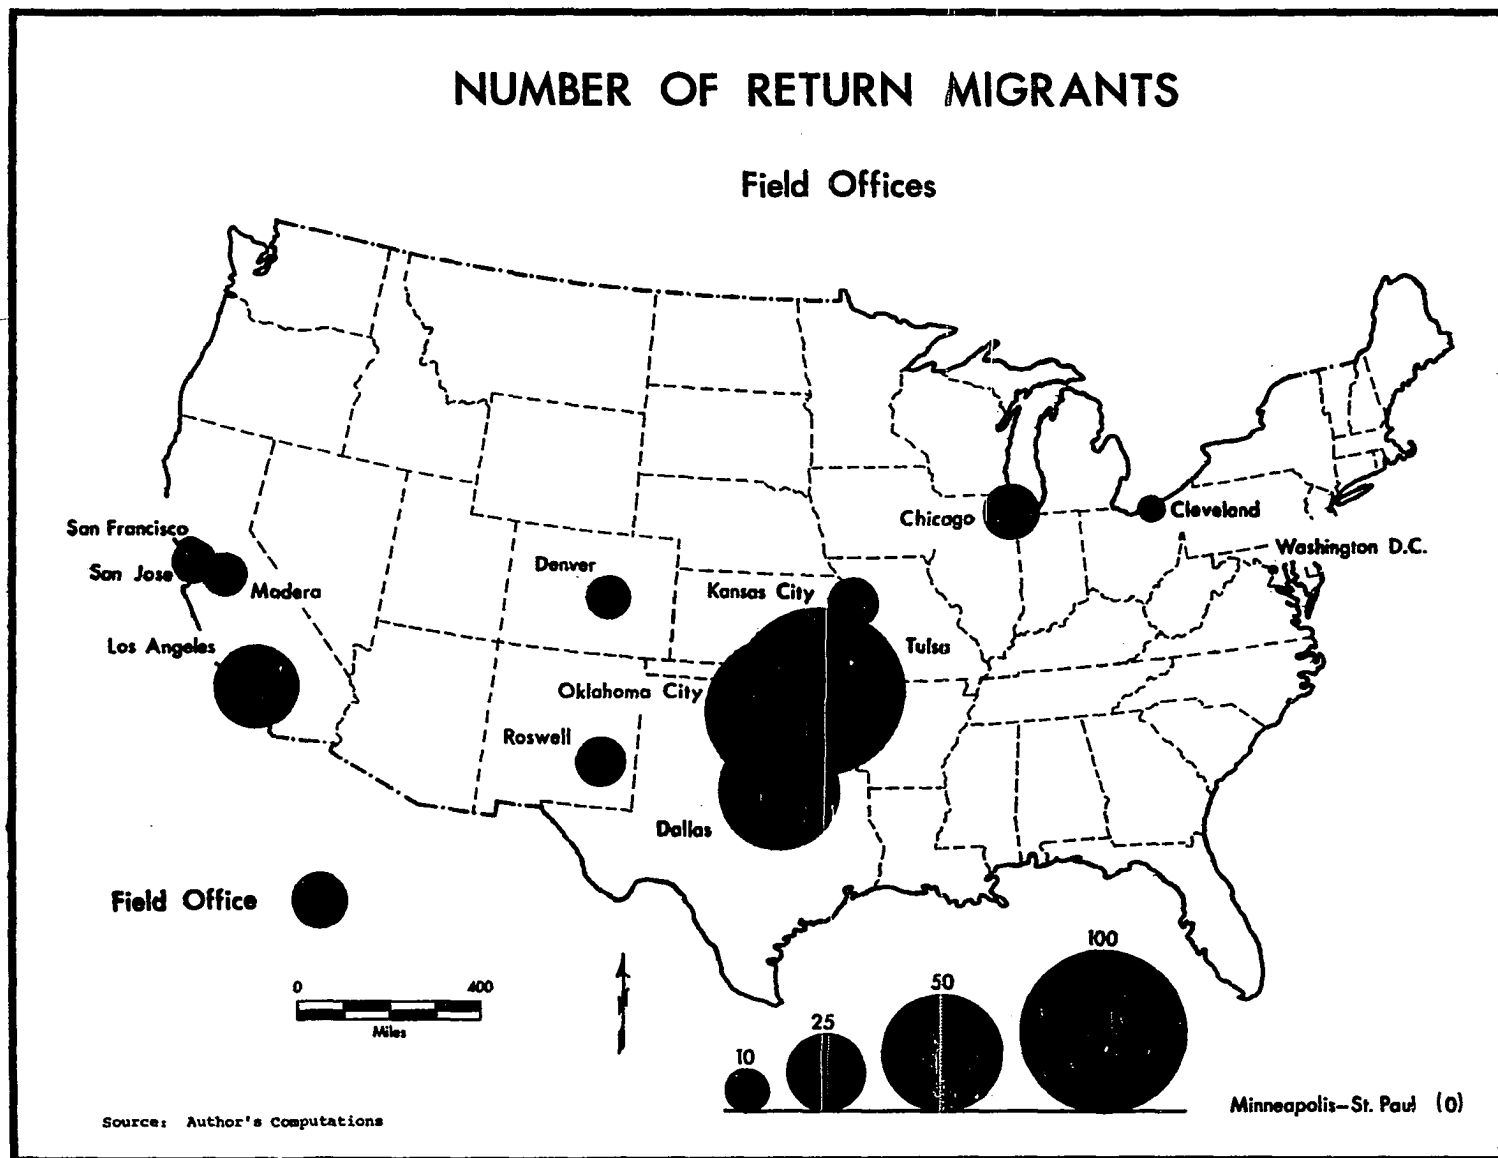 NUMBER OF RETURN MIGRANTS
Field Offices
San Francisco
San Jose
Madera
Los Angeles
Denver
Kansas City
Tulsa
Oklahoma City
Roswell
Dallas
Chicago
Cleveland
Washington D.C.
Field Office
0 400
Miles
10
25
50
100
Minneapolis-St. Paul (0)
Source: Author's Computations